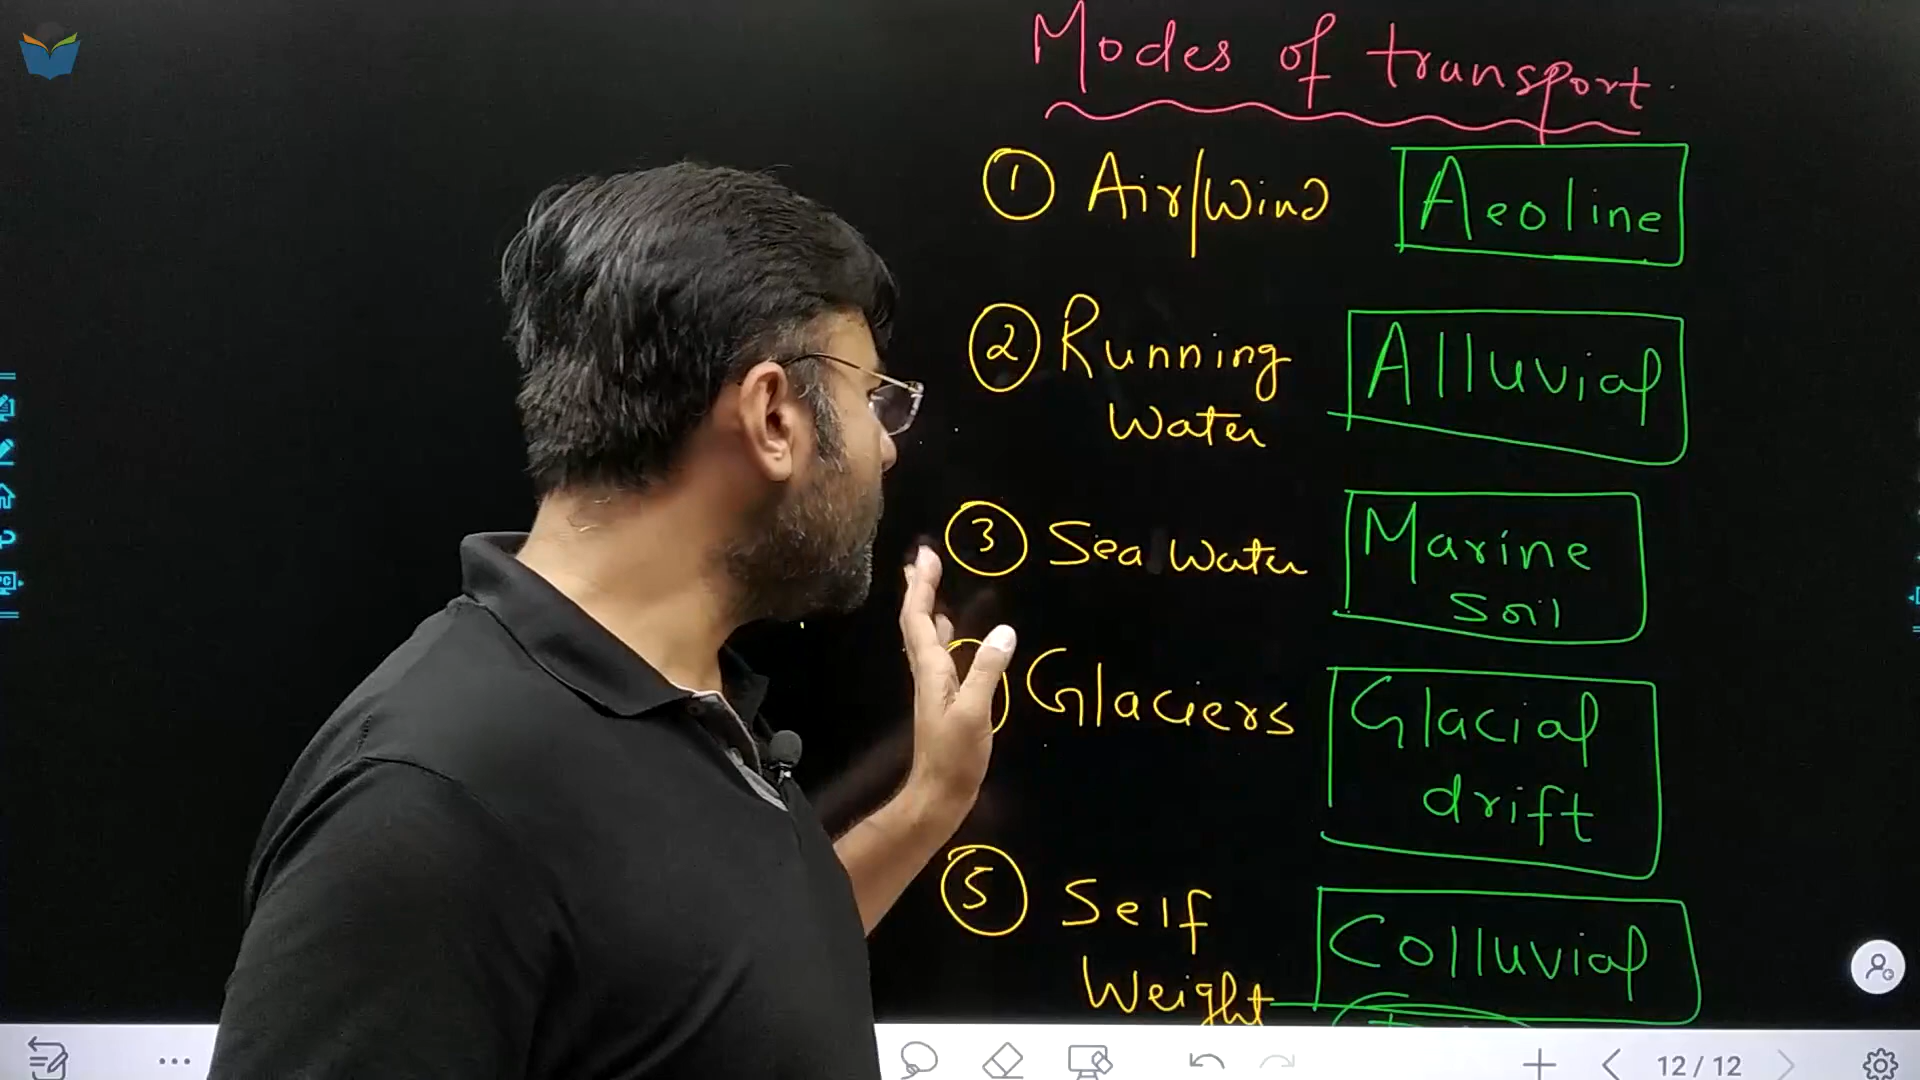 Modes of transport
① Air/Wind Aeoline
② Running Alluvial
Water
③ Sea Water Marine
Soil
Glaciers Glacial
drift
⑤ Self Colluvial
Weight
12/12